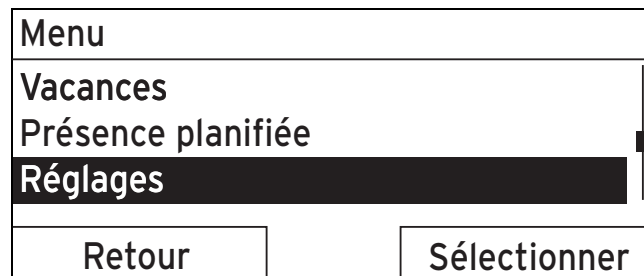 Menu
Vacances
Présence planifiée
Réglages
Retour
Sélectionner